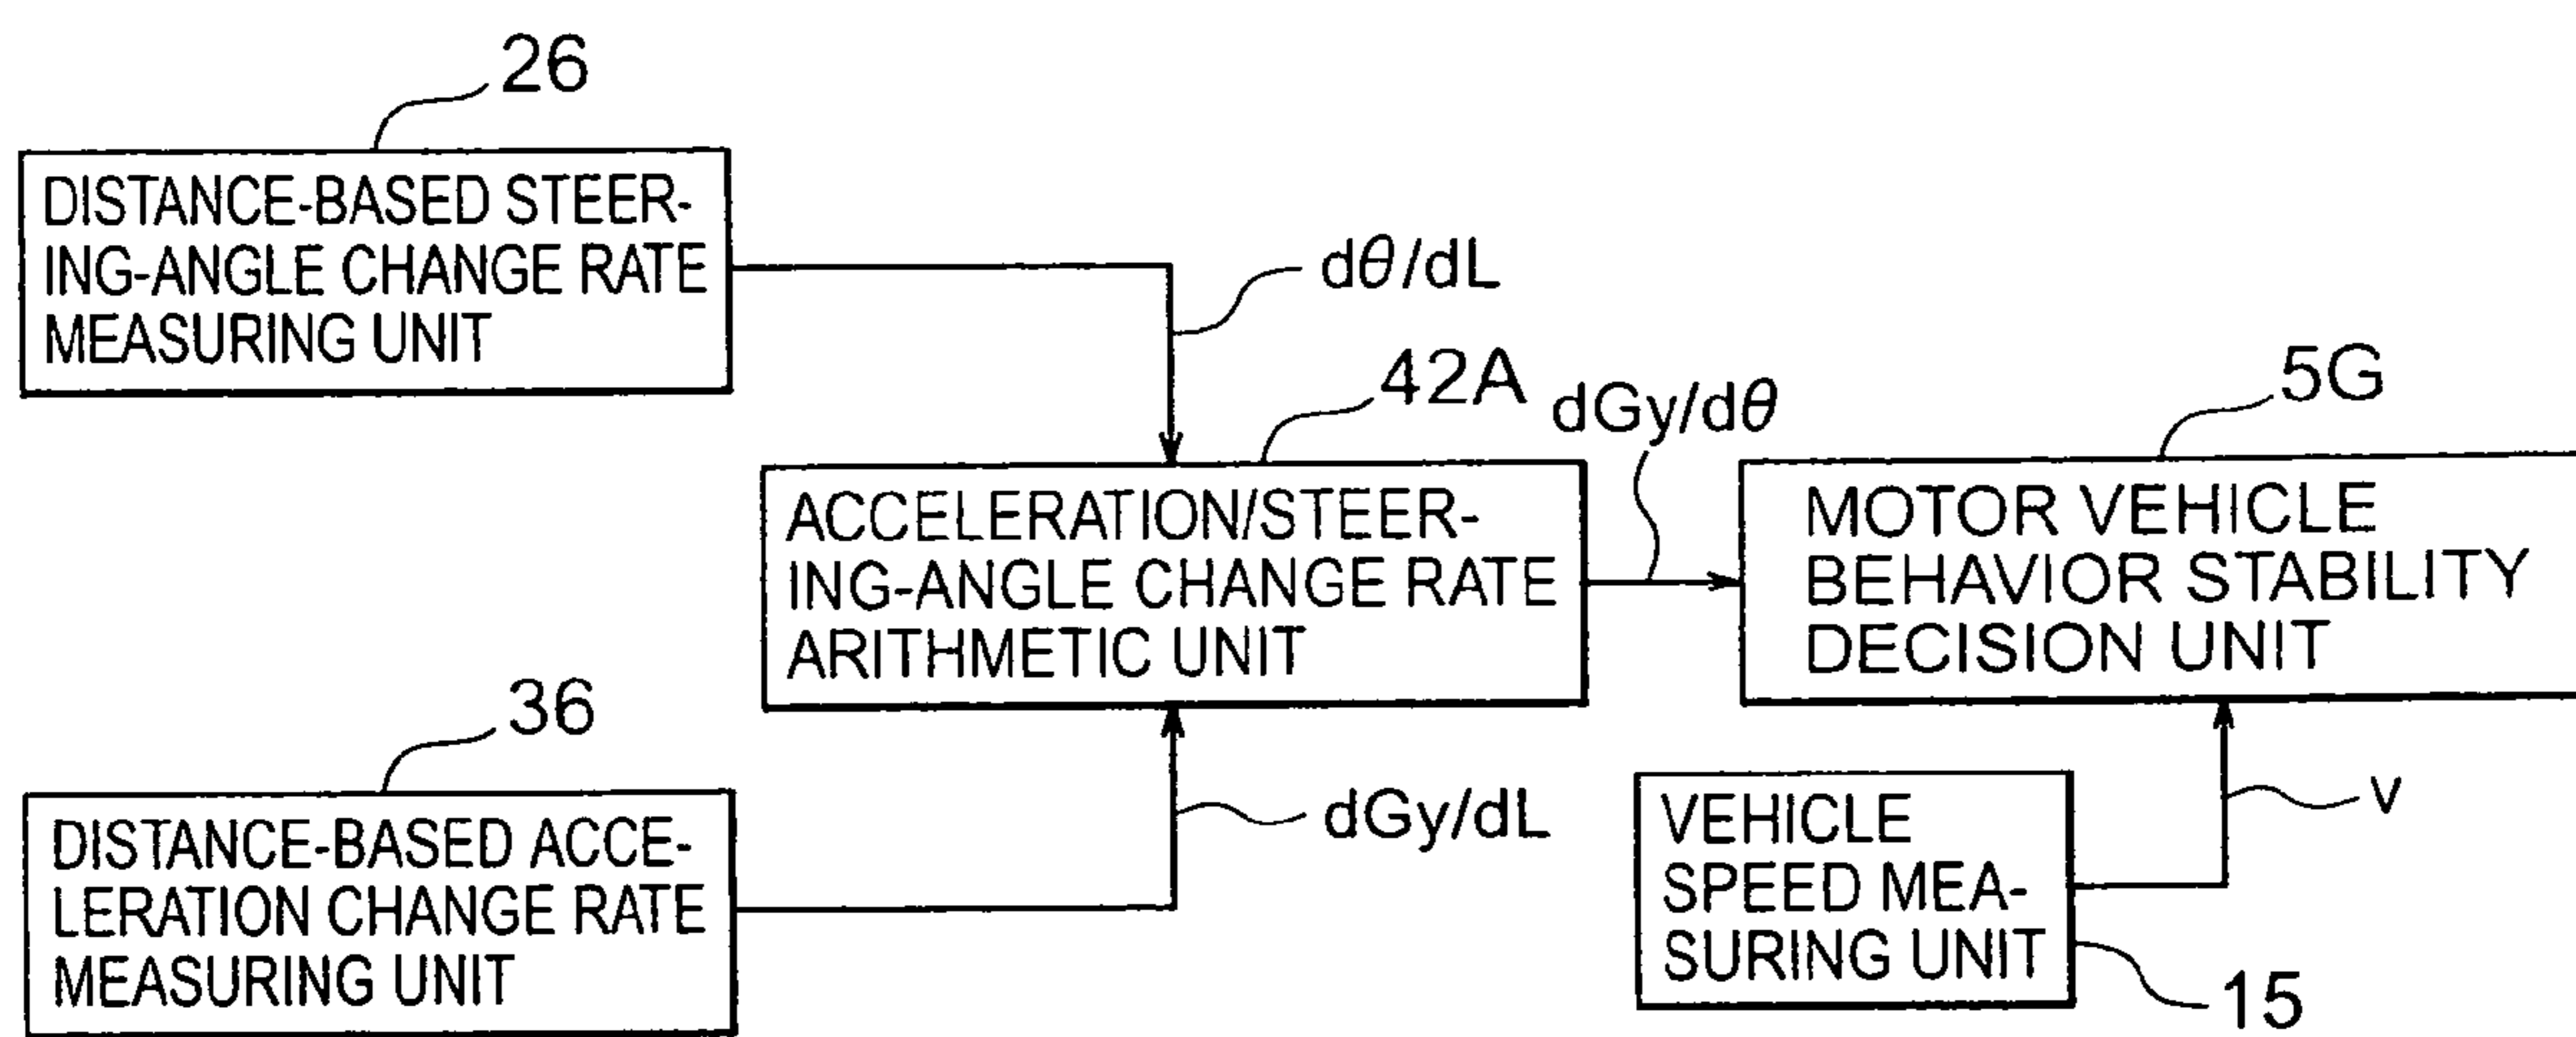 26
DISTANCE-BASED STEER-
ING-ANGLE CHANGE RATE
MEASURING UNIT
dθ/dL
42A
dGy/dθ
5G
ACCELERATION/STEER-
ING-ANGLE CHANGE RATE
ARITHMETIC UNIT
MOTOR VEHICLE
BEHAVIOR STABILITY
DECISION UNIT
36
DISTANCE-BASED ACCE-
LERATION CHANGE RATE
MEASURING UNIT
dGy/dL
VEHICLE
SPEED MEA-
SURING UNIT
v
15